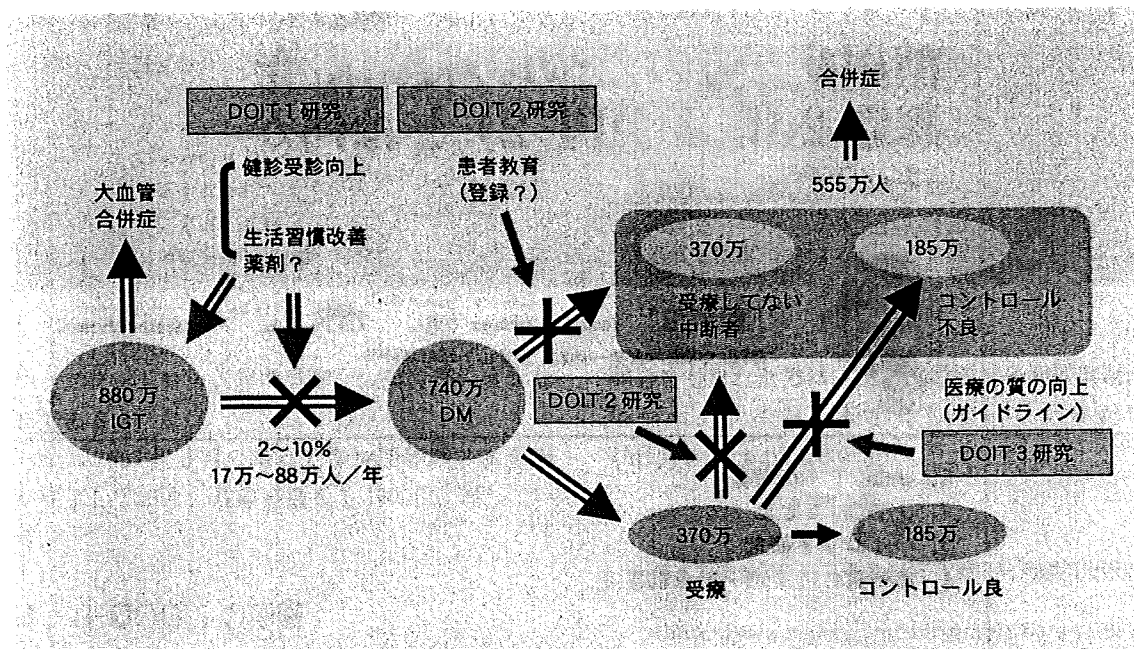 合併症
DOIT 1 研究
DOIT 2 研究
555万人
大血管
合併症
健診受診向上
生活習慣改善
薬剤?
患者教育
(登録?)
370万
185万
受療してない
中断者
コントロール
不良
880万
IGT
2~10%
17万~88万人/年
740万
DM
DOIT 2 研究
医療の質の向上
(ガイドライン)
DOIT 3 研究
370万
受療
185万
コントロール良